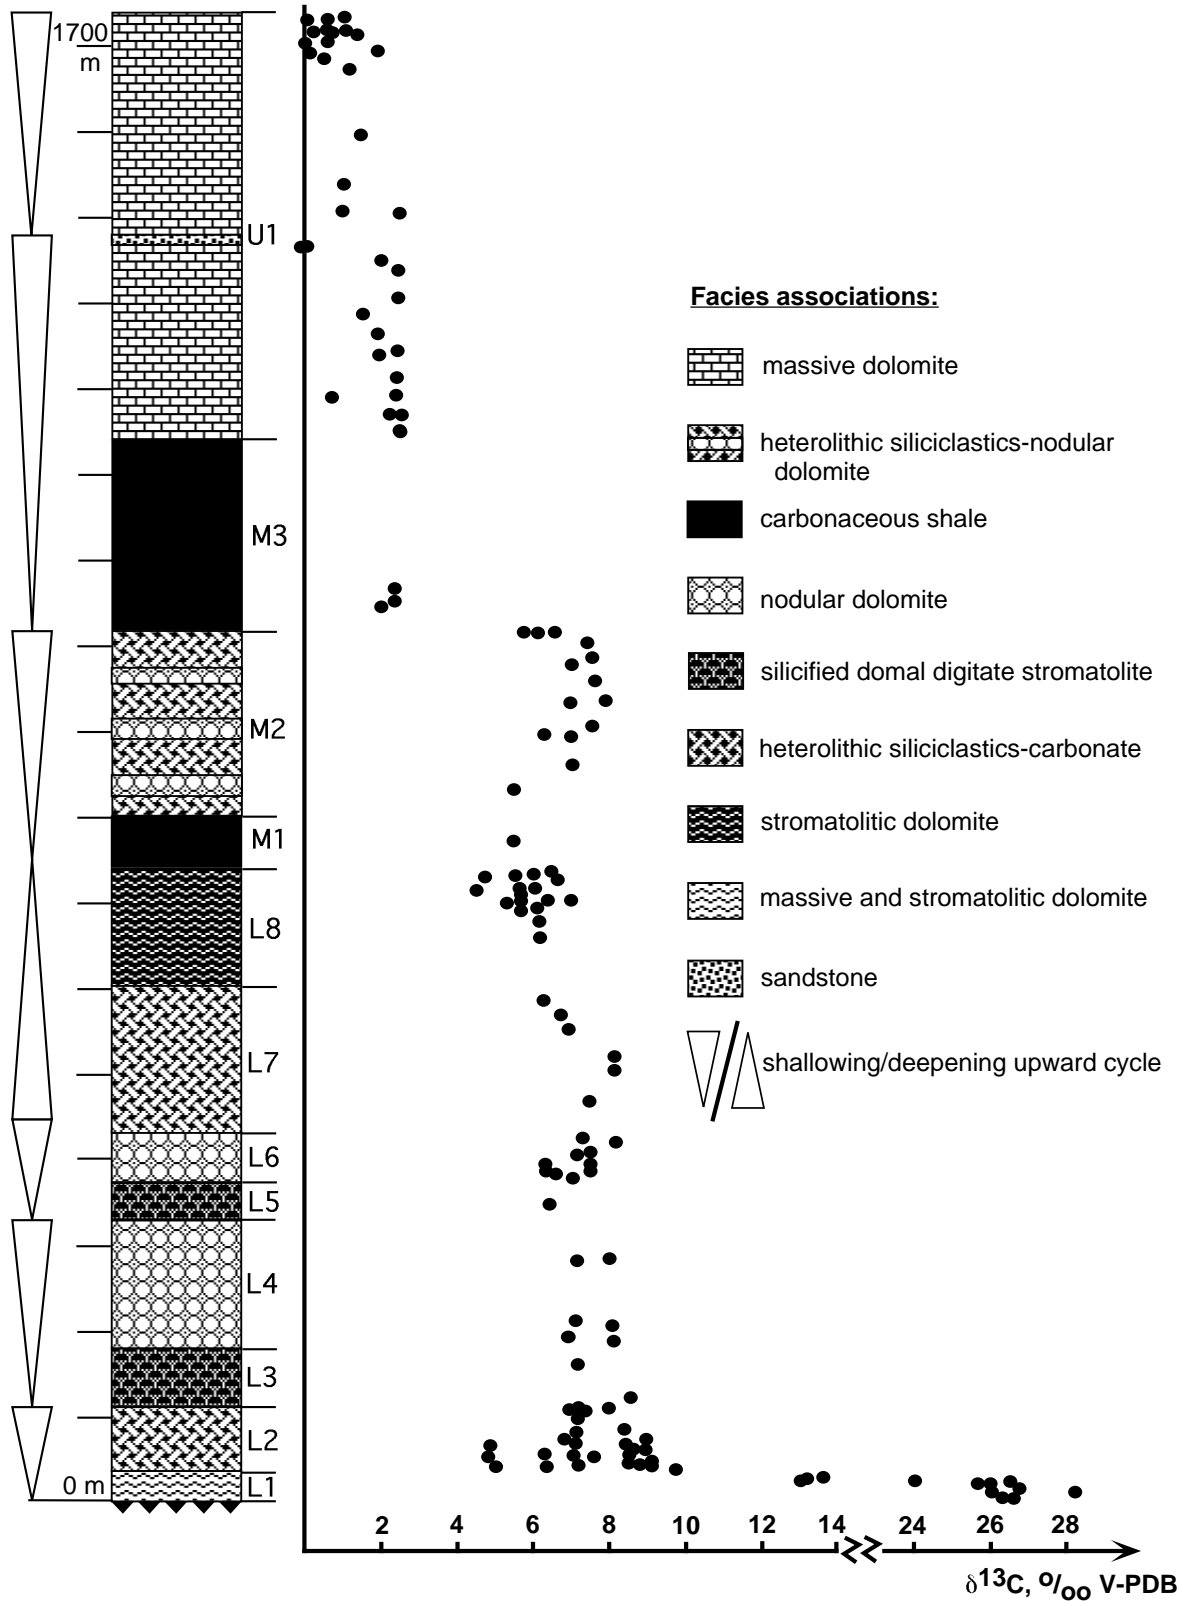 1700
m
U1
Facies associations:
massive dolomite
heterolithic siliciclastics-nodular
dolomite
carbonaceous shale
M3
nodular dolomite
silicified domal digitate stromatolite
M2
heterolithic siliciclastics-carbonate
stromatolitic dolomite
M1
massive and stromatolitic dolomite
L8
sandstone
L7
shallowing/deepening upward cycle
L6
L5
L4
L3
L2
0 m
L1
2 4 6 8 10 12 14 24 26 28
δ13C, o/oo V-PDB